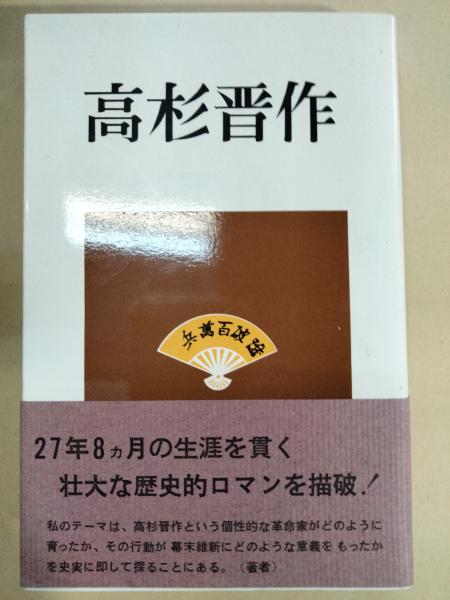 高杉晋作
強破百萬兵
27年8ヵ月の生涯を貫く
壮大な歴史的ロマンを描破!
私のテーマは、高杉晋作という個性的な革命家がどのように
育ったか、その行動が幕末維新にどのような意義をもったか
を史実に即して探ることにある。(著者)